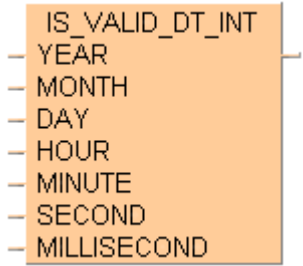 IS_VALID_DT_INT
YEAR
MONTH
DAY
HOUR
MINUTE
SECOND
MILLISECOND